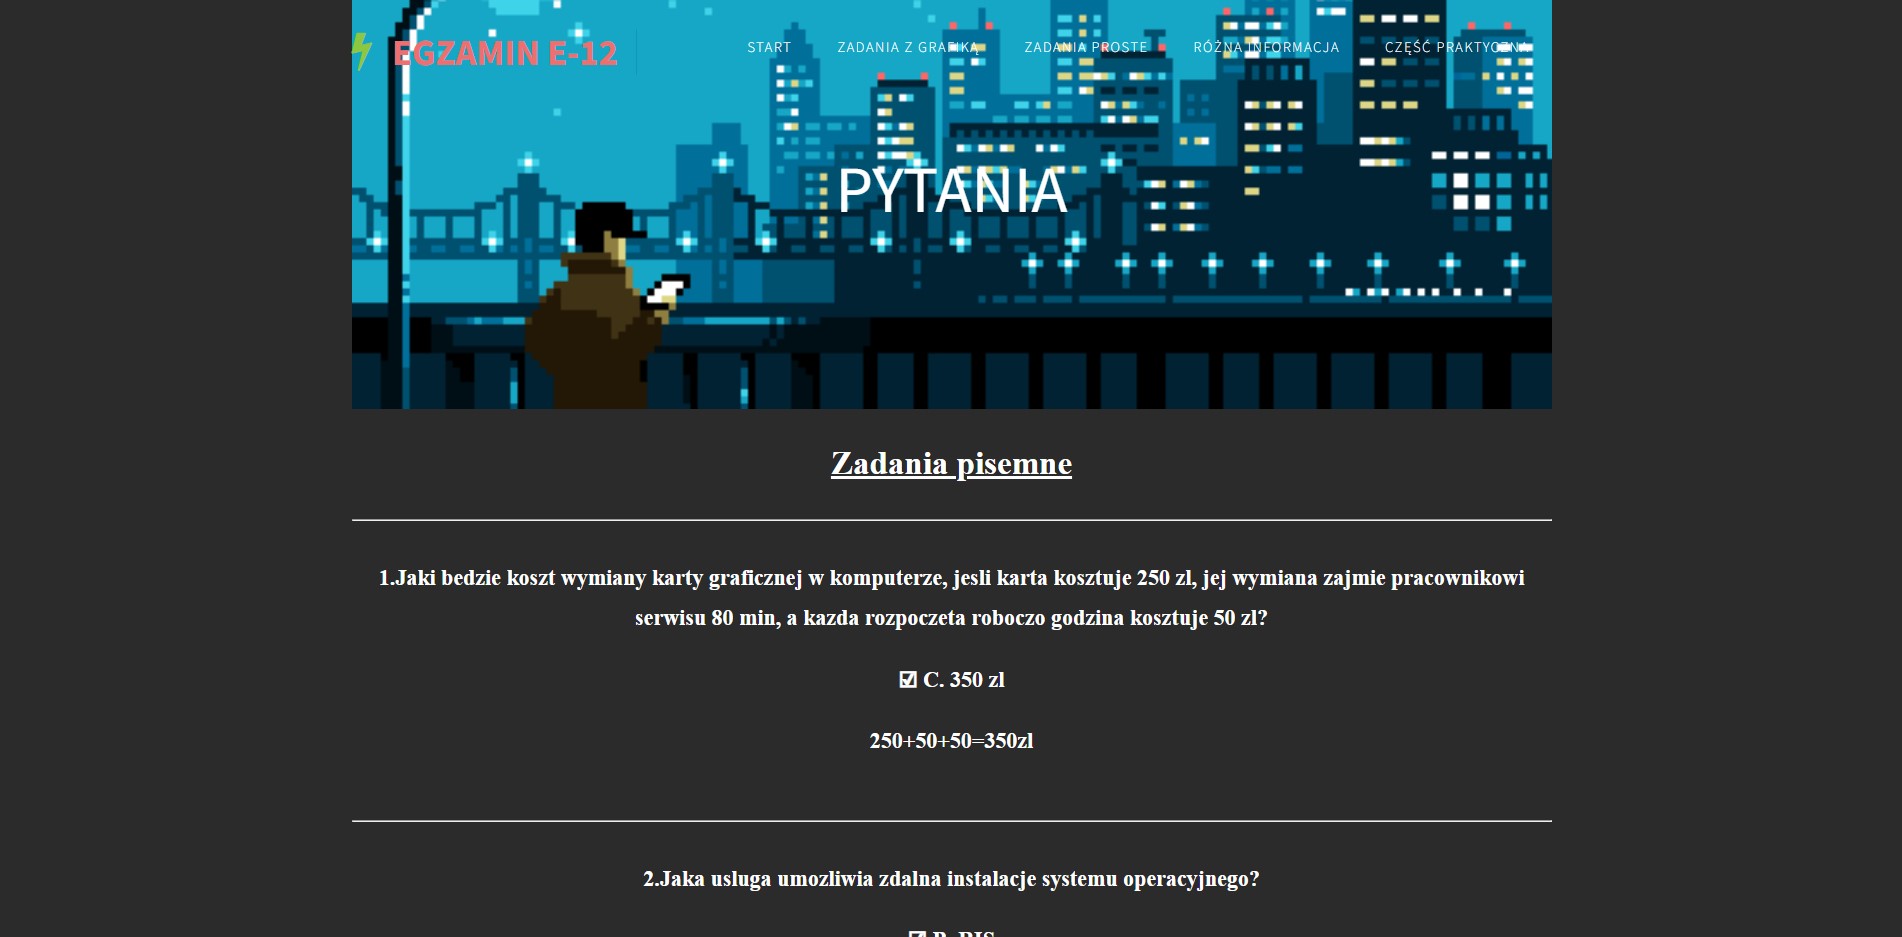 EGZAMIN E-12
START
ZADANIA Z GRAFIKĄ
ZADANIA PROSTE
RÓŻNA INFORMACJA
CZĘŚĆ PRAKTYCZNA
PYTANIA
Zadania pisemne
1.Jaki bedzie koszt wymiany karty graficznej w komputerze, jesli karta kosztuje 250 zl, jej wymiana zajmie pracownikowi
serwisu 80 min, a kazda rozpoczeta roboczo godzina kosztuje 50 zl?
☑ C. 350 zl
250+50+50=350zl
2.Jaka usluga umozliwia zdalna instalacje systemu operacyjnego?